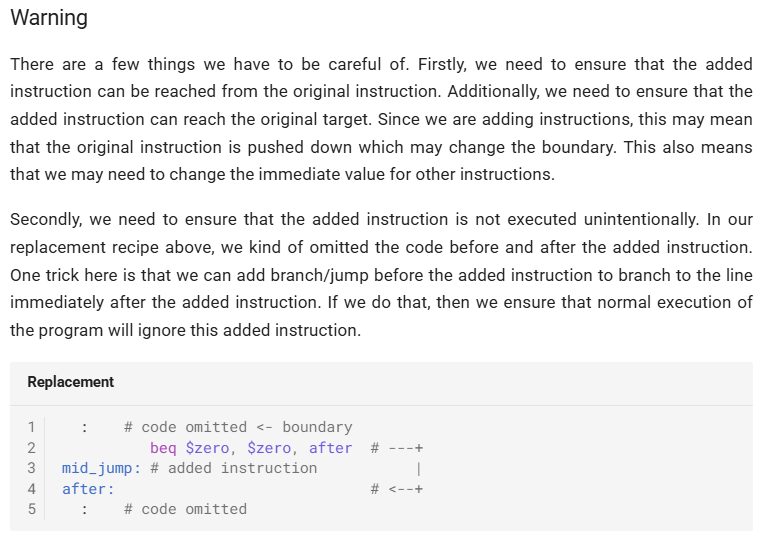 Warning
There are a few things we have to be careful of. Firstly, we need to ensure that the added
instruction can be reached from the original instruction. Additionally, we need to ensure that the
added instruction can reach the original target. Since we are adding instructions, this may mean
that the original instruction is pushed down which may change the boundary. This also means
that we may need to change the immediate value for other instructions.
Secondly, we need to ensure that the added instruction is not executed unintentionally. In our
replacement recipe above, we kind of omitted the code before and after the added instruction.
One trick here is that we can add branch/jump before the added instruction to branch to the line
immediately after the added instruction. If we do that, then we ensure that normal execution of
the program will ignore this added instruction.
Replacement
1   :    # code omitted <- boundary
2           beq $zero, $zero, after  # ---+
3 mid_jump: # added instruction            |
4 after:                             # <--+
5   :    # code omitted